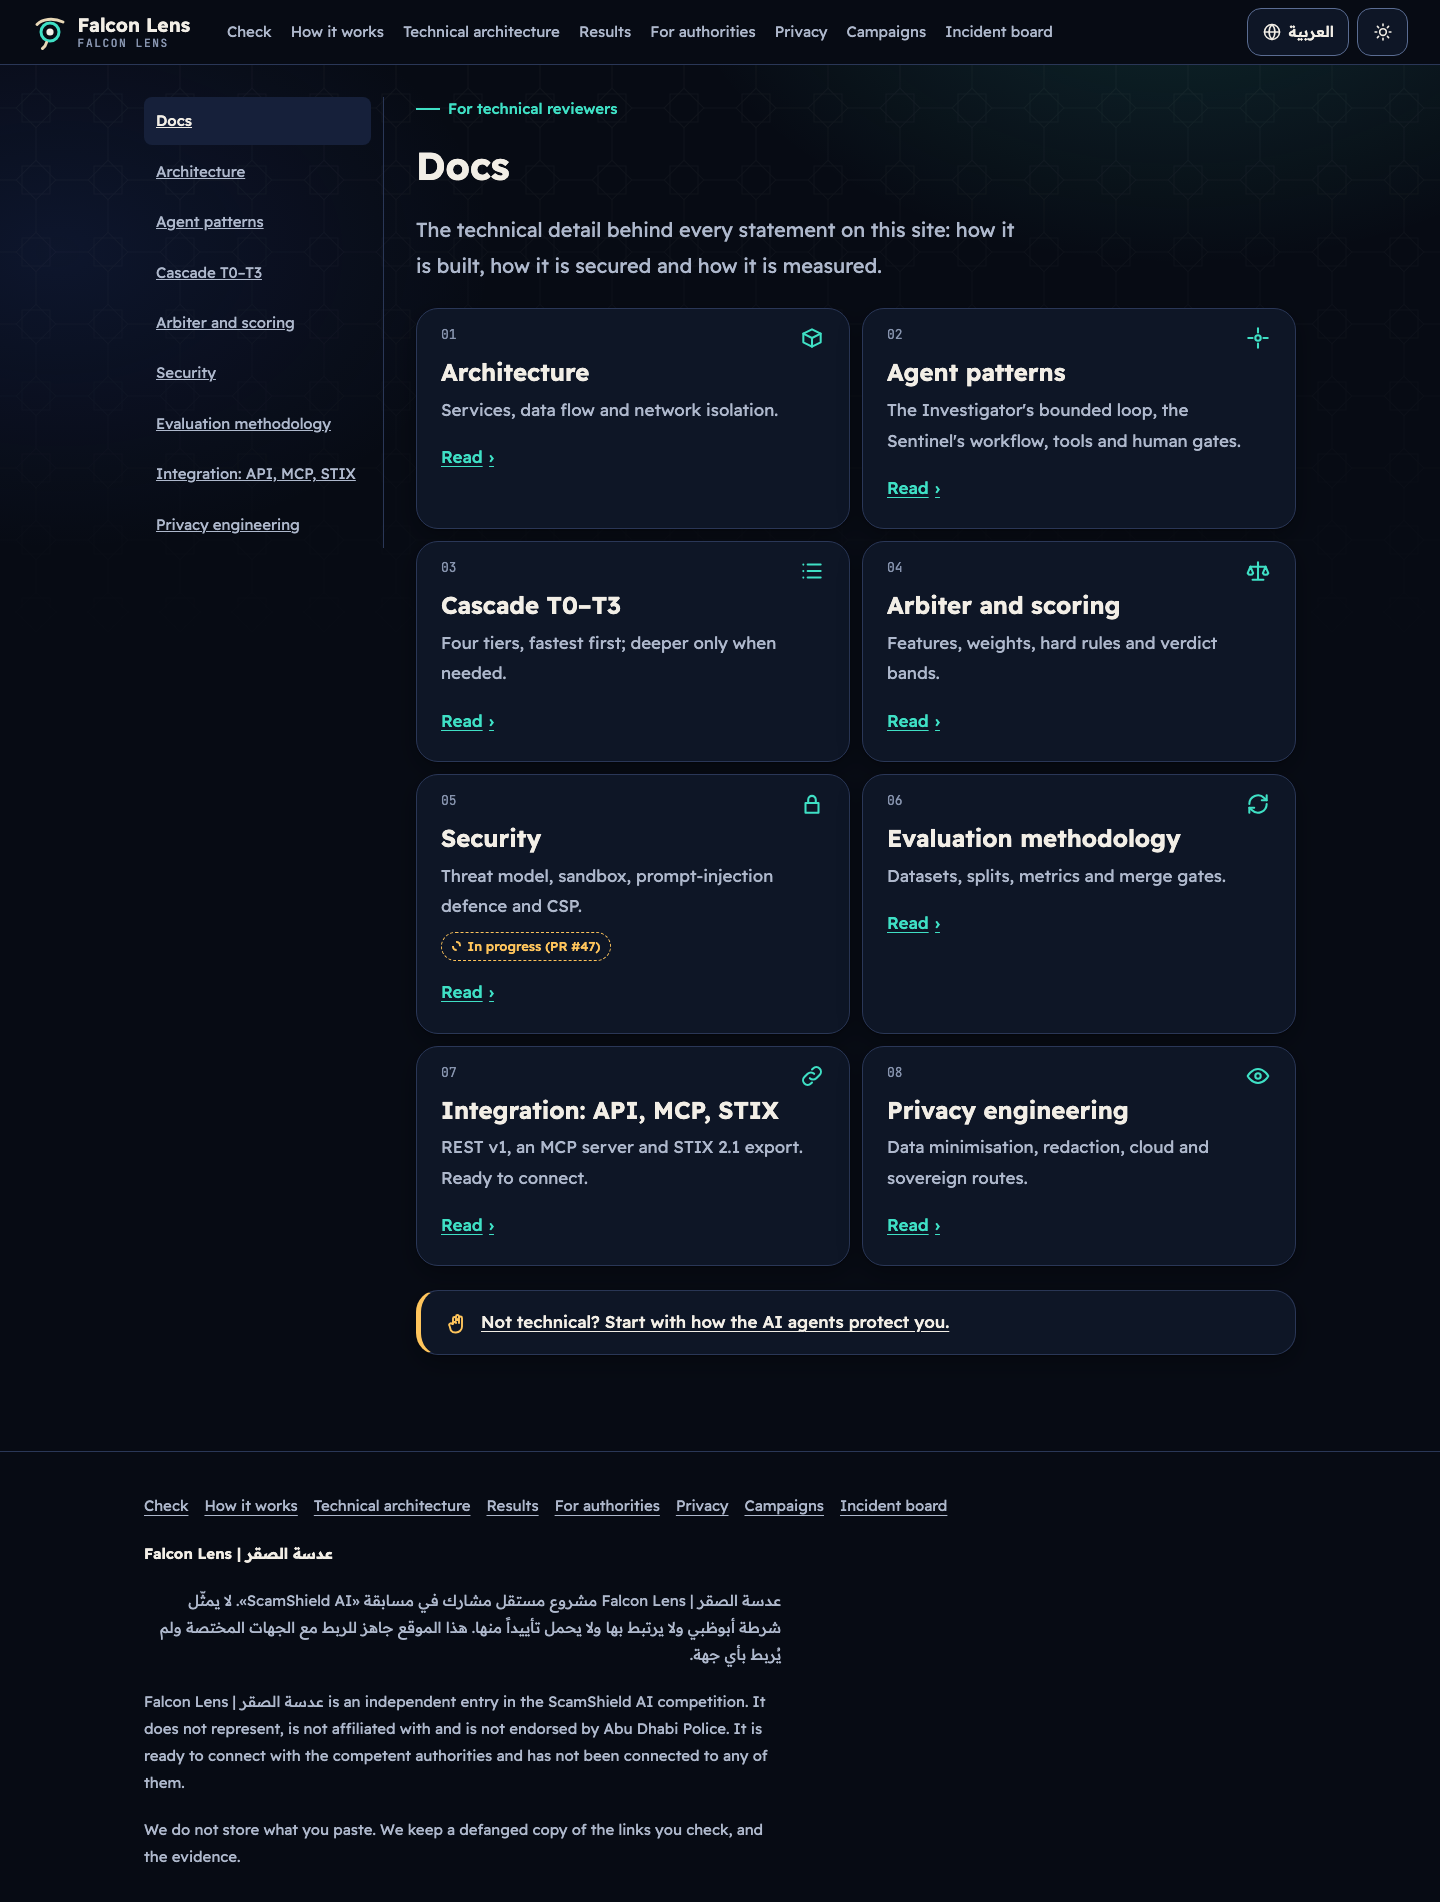 Falcon Lens
FALCON LENS
Check
How it works
Technical architecture
Results
For authorities
Privacy
Campaigns
Incident board
العربية
Docs
Architecture
Agent patterns
Cascade T0–T3
Arbiter and scoring
Security
Evaluation methodology
Integration: API, MCP, STIX
Privacy engineering
For technical reviewers
Docs
The technical detail behind every statement on this site: how it
is built, how it is secured and how it is measured.
01
Architecture
Services, data flow and network isolation.
Read ›
02
Agent patterns
The Investigator's bounded loop, the
Sentinel's workflow, tools and human gates.
Read ›
03
Cascade T0–T3
Four tiers, fastest first; deeper only when
needed.
Read ›
04
Arbiter and scoring
Features, weights, hard rules and verdict
bands.
Read ›
05
Security
Threat model, sandbox, prompt-injection
defence and CSP.
In progress (PR #47)
Read ›
06
Evaluation methodology
Datasets, splits, metrics and merge gates.
Read ›
07
Integration: API, MCP, STIX
REST v1, an MCP server and STIX 2.1 export.
Ready to connect.
Read ›
08
Privacy engineering
Data minimisation, redaction, cloud and
sovereign routes.
Read ›
Not technical? Start with how the AI agents protect you.
Check
How it works
Technical architecture
Results
For authorities
Privacy
Campaigns
Incident board
Falcon Lens | عدسة الصقر
عدسة الصقر | Falcon Lens مشروع مستقل مشارك في مسابقة «ScamShield AI». لا يمثّل
شرطة أبوظبي ولا يرتبط بها ولا يحمل تأييداً منها. هذا الموقع جاهز للربط مع الجهات المختصة ولم
يُربط بأي جهة.
Falcon Lens | عدسة الصقر is an independent entry in the ScamShield AI competition. It
does not represent, is not affiliated with and is not endorsed by Abu Dhabi Police. It is
ready to connect with the competent authorities and has not been connected to any of
them.
We do not store what you paste. We keep a defanged copy of the links you check, and
the evidence.